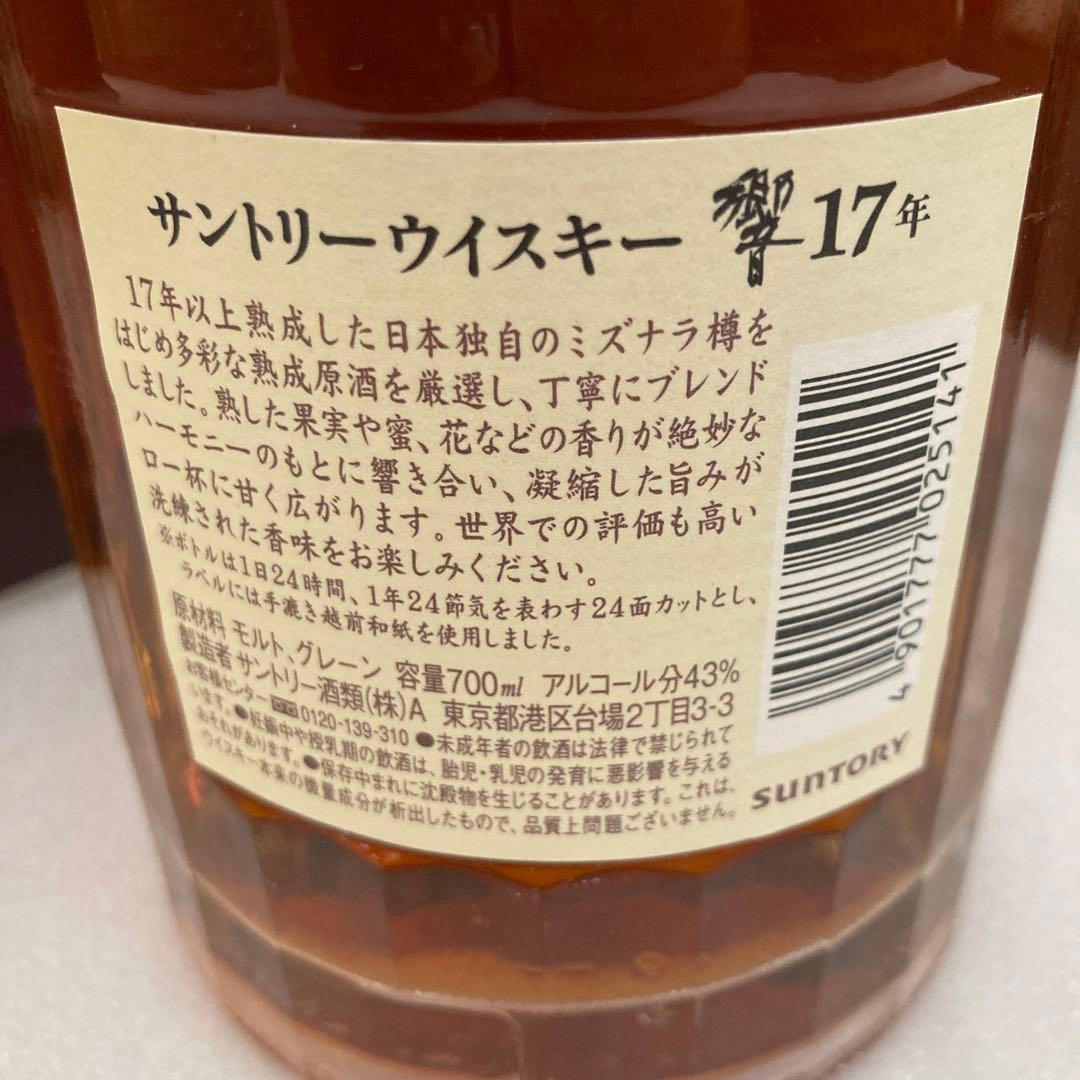 サントリーウイスキー 響 17年
17年以上熟成した日本独自のミズナラ樽を
はじめ多彩な熟成原酒を厳選し、丁寧にブレンド
しました。熟した果実や蜜、花などの香りが絶妙な
ハーモニーのもとに響き合い、凝縮した旨みが
口一杯に甘く広がります。世界での評価も高い
洗練された香味をお楽しみください。
※ボトルは1日24時間、1年24節気を表わす24面カットとし、
ラベルには手漉き越前和紙を使用しました。
原材料 モルト、グレーン 容量700ml アルコール分43%
製造者 サントリー酒類(株)A 東京都港区台場2丁目3-3
お客様センター 0120-139-310 ●未成年者の飲酒は法律で禁じられて
います。●妊娠中や授乳期の飲酒は、胎児・乳児の発育に悪影響を与える
おそれがあります。●保存中まれに沈殿物を生じることがあります。これは、
ウイスキー本来の微量成分が析出したもので、品質上問題ございません。
4 901777 025141
SUNTORY